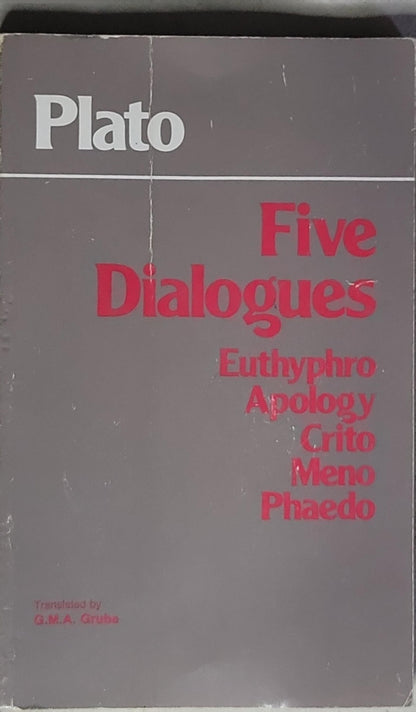 Plato
Five
Dialogues
Euthyphro
Apology
Crito
Meno
Phaedo
Translated by
G.M.A. Grube